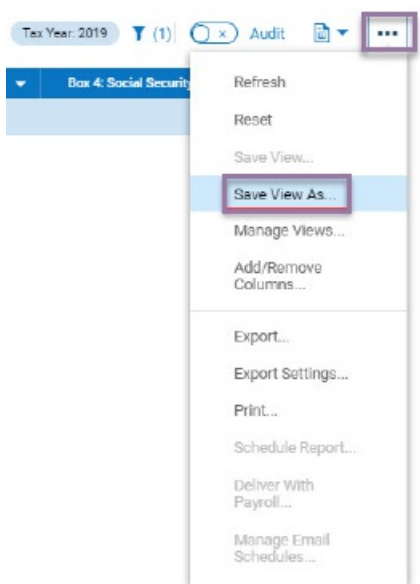 Tax Year: 2019 (1) Audit
Box 4: Social Security
Refresh
Reset
Save View...
Save View As...
Manage Views...
Add/Remove
Columns...
Export...
Export Settings...
Print...
Schedule Report...
Deliver With
Payroll...
Manage Email
Schedules...